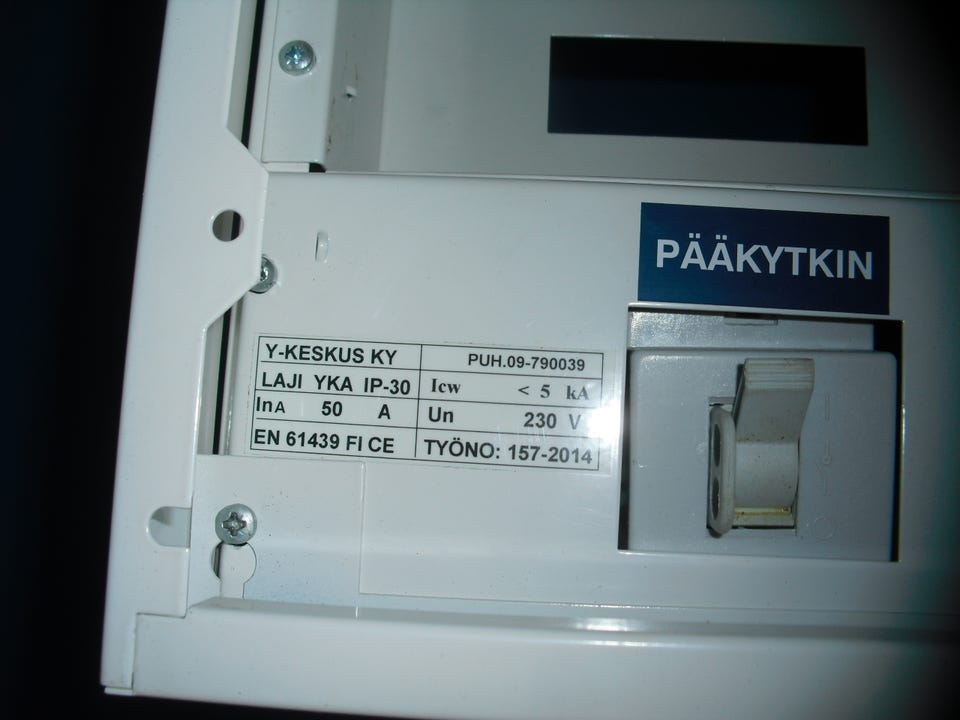 PÄÄKYTKIN
Y-KESKUS KY PUH.09-790039
LAJI YKA IP-30 Icw < 5 kA
InA 50 A Un 230 V
EN 61439 FI CE TYÖNO: 157-2014